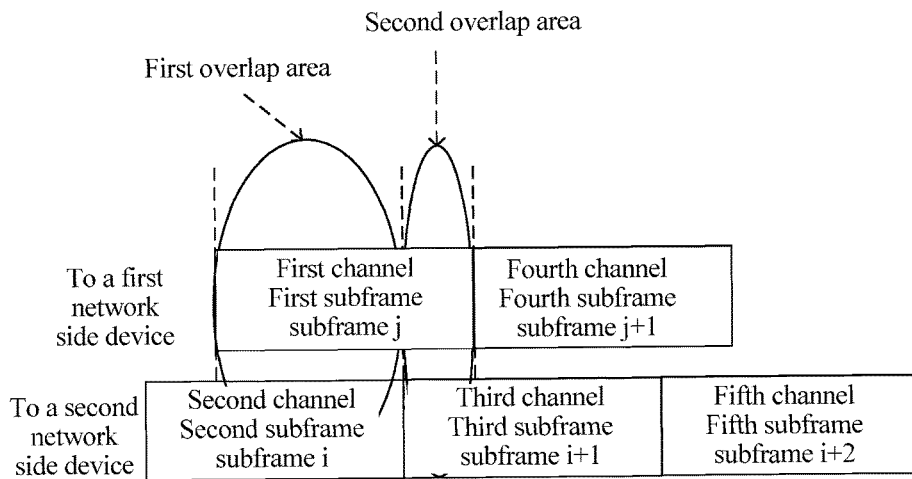 Second overlap area
First overlap area
To a first
network
side device
First channel
First subframe
subframe j
Fourth channel
Fourth subframe
subframe j+1
To a second
network
side device
Second channel
Second subframe
subframe i
Third channel
Third subframe
subframe i+1
Fifth channel
Fifth subframe
subframe i+2